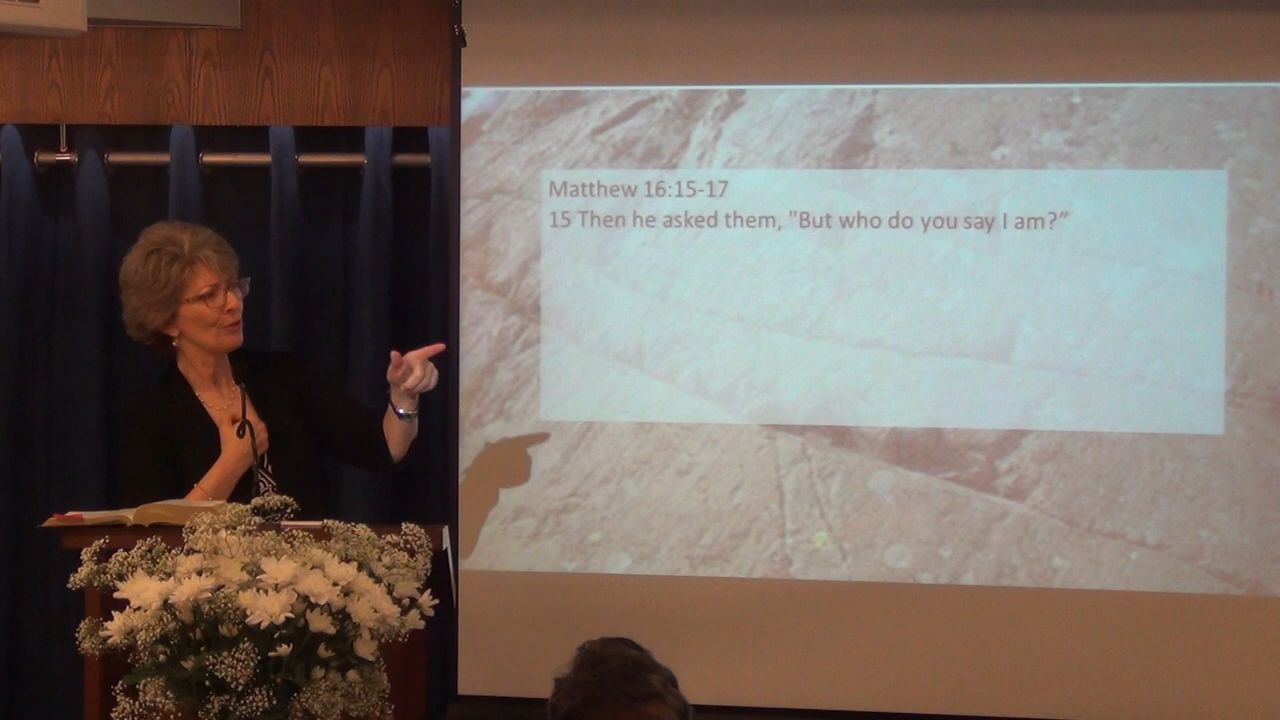 Matthew 16:15-17
15 Then he asked them, "But who do you say I am?”